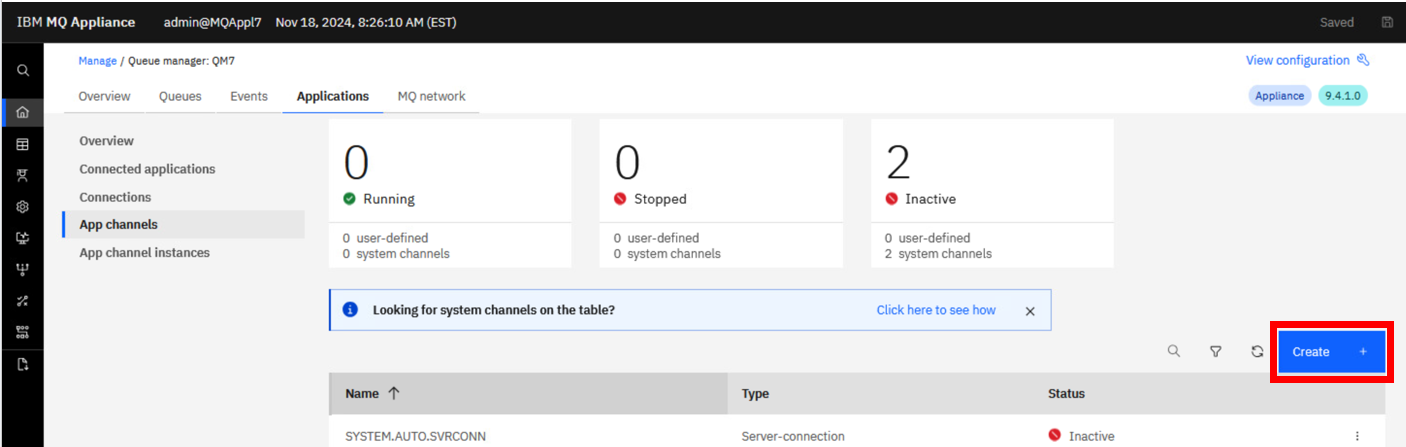 IBM MQ Appliance admin@MQAppl7 Nov 18, 2024, 8:26:10 AM (EST) Saved
Manage / Queue manager: QM7 View configuration
Overview Queues Events Applications MQ network Appliance 9.4.1.0
Overview
Connected applications
Connections
App channels
App channel instances
0
Running
0 user-defined
0 system channels
0
Stopped
0 user-defined
0 system channels
2
Inactive
0 user-defined
2 system channels
Looking for system channels on the table? Click here to see how
Create +
Name Type Status
SYSTEM.AUTO.SVRCONN Server-connection Inactive